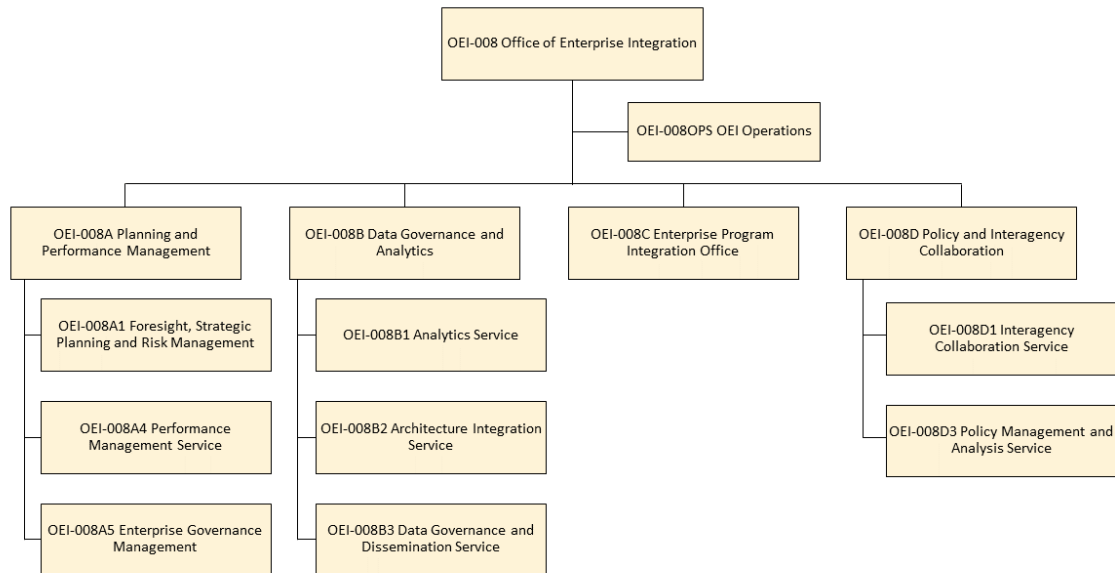 OEI-008 Office of Enterprise Integration
OEI-008OPS OEI Operations
OEI-008A Planning and
Performance Management
OEI-008B Data Governance and
Analytics
OEI-008C Enterprise Program
Integration Office
OEI-008D Policy and Interagency
Collaboration
OEI-008A1 Foresight, Strategic
Planning and Risk Management
OEI-008B1 Analytics Service
OEI-008D1 Interagency
Collaboration Service
OEI-008A4 Performance
Management Service
OEI-008B2 Architecture Integration
Service
OEI-008D3 Policy Management and
Analysis Service
OEI-008A5 Enterprise Governance
Management
OEI-008B3 Data Governance and
Dissemination Service